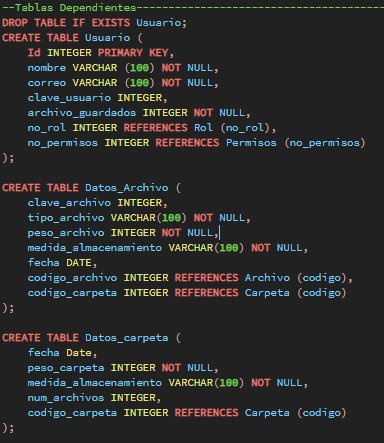 --Tablas Dependientes------------------------------------
DROP TABLE IF EXISTS Usuario;
CREATE TABLE Usuario (
    Id INTEGER PRIMARY KEY,
    nombre VARCHAR (100) NOT NULL,
    correo VARCHAR (100) NOT NULL,
    clave_usuario INTEGER,
    archivo_guardados INTEGER NOT NULL,
    no_rol INTEGER REFERENCES Rol (no_rol),
    no_permisos INTEGER REFERENCES Permisos (no_permisos)
);

CREATE TABLE Datos_Archivo (
    clave_archivo INTEGER,
    tipo_archivo VARCHAR(100) NOT NULL,
    peso_archivo INTEGER NOT NULL,
    medida_almacenamiento VARCHAR(100) NOT NULL,
    fecha DATE,
    codigo_archivo INTEGER REFERENCES Archivo (codigo),
    codigo_carpeta INTEGER REFERENCES Carpeta (codigo)
);

CREATE TABLE Datos_carpeta (
    fecha Date,
    peso_carpeta INTEGER NOT NULL,
    medida_almacenamiento VARCHAR(100) NOT NULL,
    num_archivos INTEGER,
    codigo_carpeta INTEGER REFERENCES Carpeta (codigo)
);